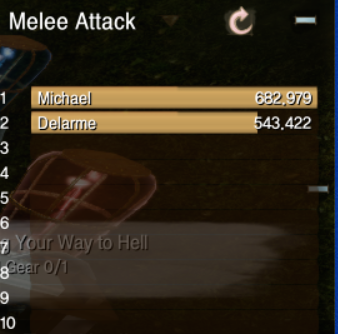 Melee Attack
1 Michael 682,979
2 Delarme 543,422
3
4
5
6
7 Your Way to Hell
8 Gear 0/1
9
10